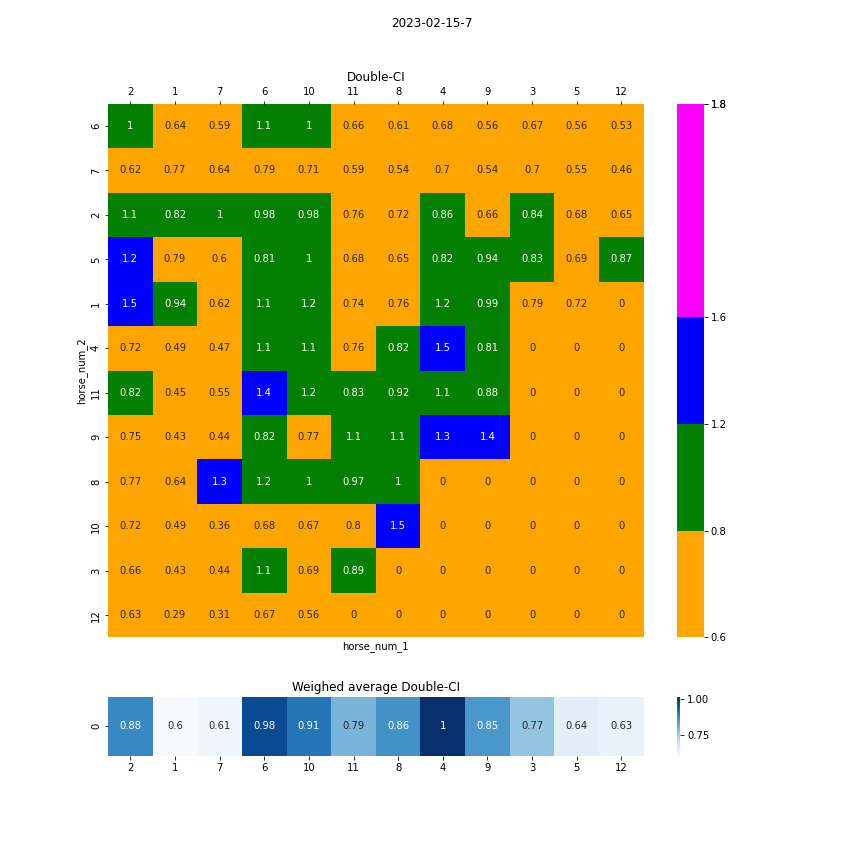 2023-02-15-7
Double-CI
2 1 7 6 10 11 8 4 9 3 5 12
6 1 0.64 0.59 1.1 1 0.66 0.61 0.68 0.56 0.67 0.56 0.53
7 0.62 0.77 0.64 0.79 0.71 0.59 0.54 0.7 0.54 0.7 0.55 0.46
2 1.1 0.82 1 0.98 0.98 0.76 0.72 0.86 0.66 0.84 0.68 0.65
5 1.2 0.79 0.6 0.81 1 0.68 0.65 0.82 0.94 0.83 0.69 0.87
1 1.5 0.94 0.62 1.1 1.2 0.74 0.76 1.2 0.99 0.79 0.72 0
4 0.72 0.49 0.47 1.1 1.1 0.76 0.82 1.5 0.81 0 0 0
11 0.82 0.45 0.55 1.4 1.2 0.83 0.92 1.1 0.88 0 0 0
9 0.75 0.43 0.44 0.82 0.77 1.1 1.1 1.3 1.4 0 0 0
8 0.77 0.64 1.3 1.2 1 0.97 1 0 0 0 0 0
10 0.72 0.49 0.36 0.68 0.67 0.8 1.5 0 0 0 0 0
3 0.66 0.43 0.44 1.1 0.69 0.89 0 0 0 0 0 0
12 0.63 0.29 0.31 0.67 0.56 0 0 0 0 0 0 0
horse_num_2
horse_num_1
1.8
1.6
1.2
0.8
0.6
Weighed average Double-CI
0 0.88 0.6 0.61 0.98 0.91 0.79 0.86 1 0.85 0.77 0.64 0.63
2 1 7 6 10 11 8 4 9 3 5 12
1.00
0.75